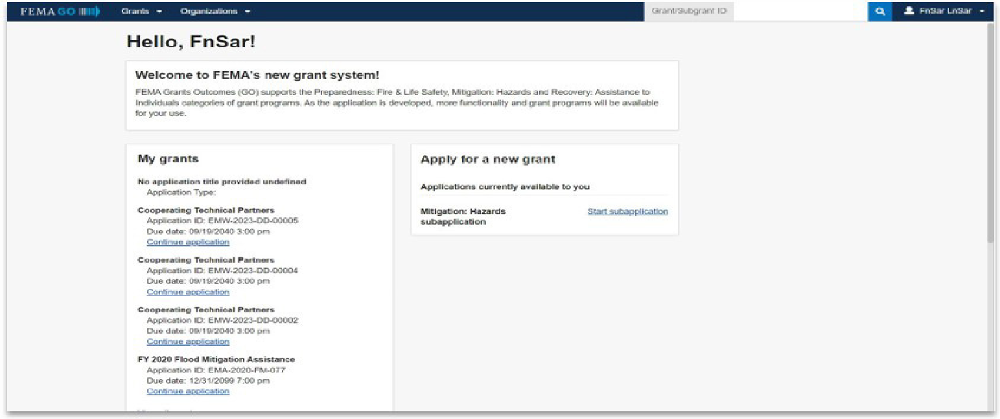 FEMA GO
Grants
Organizations
Grant/Subgrant ID
FnSar LnSar
Hello, FnSar!
Welcome to FEMA's new grant system!
FEMA Grants Outcomes (GO) supports the Preparedness: Fire & Life Safety, Mitigation: Hazards and Recovery: Assistance to
Individuals categories of grant programs. As the application is developed, more functionality and grant programs will be available
for your use.
My grants
No application title provided undefined
Application Type:
Cooperating Technical Partners
Application ID: EMW-2023-DD-00005
Due date: 09/19/2040 3:00 pm
Continue application
Cooperating Technical Partners
Application ID: EMW-2023-DD-00004
Due date: 09/19/2040 3:00 pm
Continue application
Cooperating Technical Partners
Application ID: EMW-2023-DD-00002
Due date: 09/19/2040 3:00 pm
Continue application
FY 2020 Flood Mitigation Assistance
Application ID: EMA-2020-FM-077
Due date: 12/31/2099 7:00 pm
Continue application
Apply for a new grant
Applications currently available to you
Mitigation: Hazards
subapplication
Start subapplication